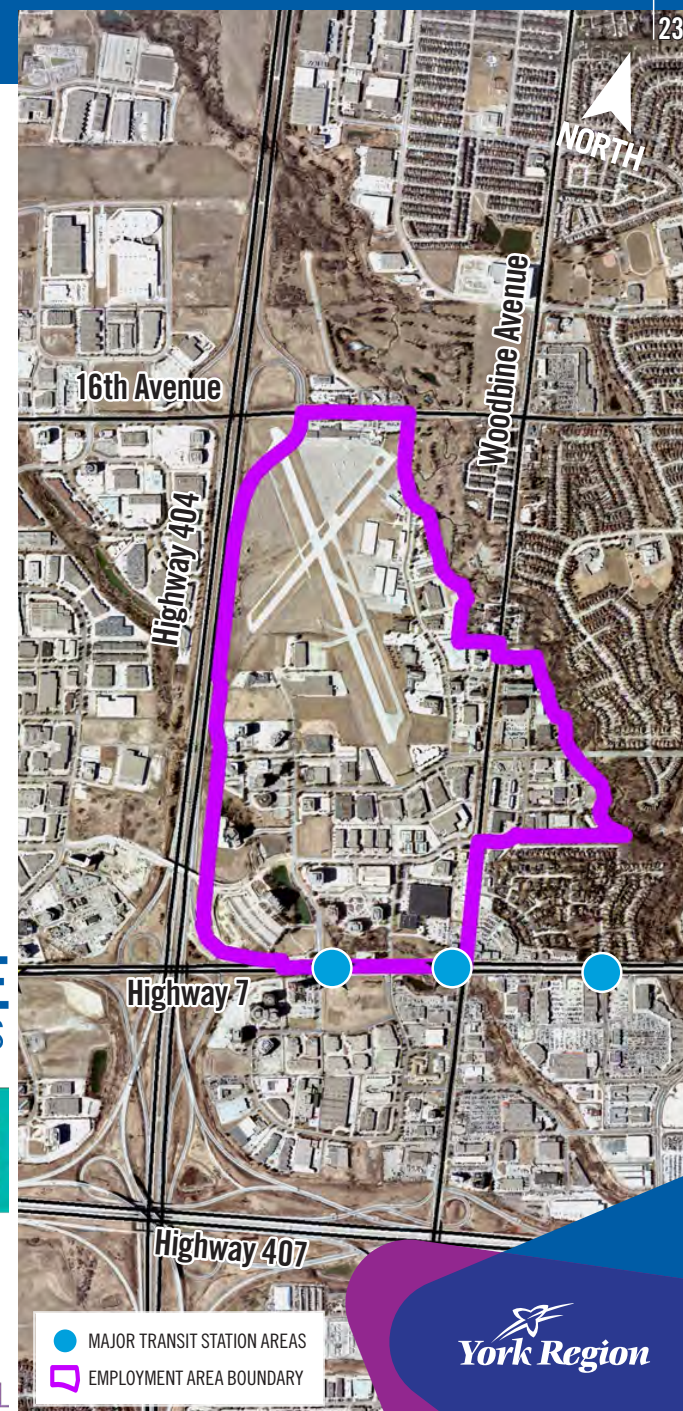 23
NORTH
Woodbine Avenue
16th Avenue
Highway 404
Highway 7
Highway 407
MAJOR TRANSIT STATION AREAS
EMPLOYMENT AREA BOUNDARY
York Region